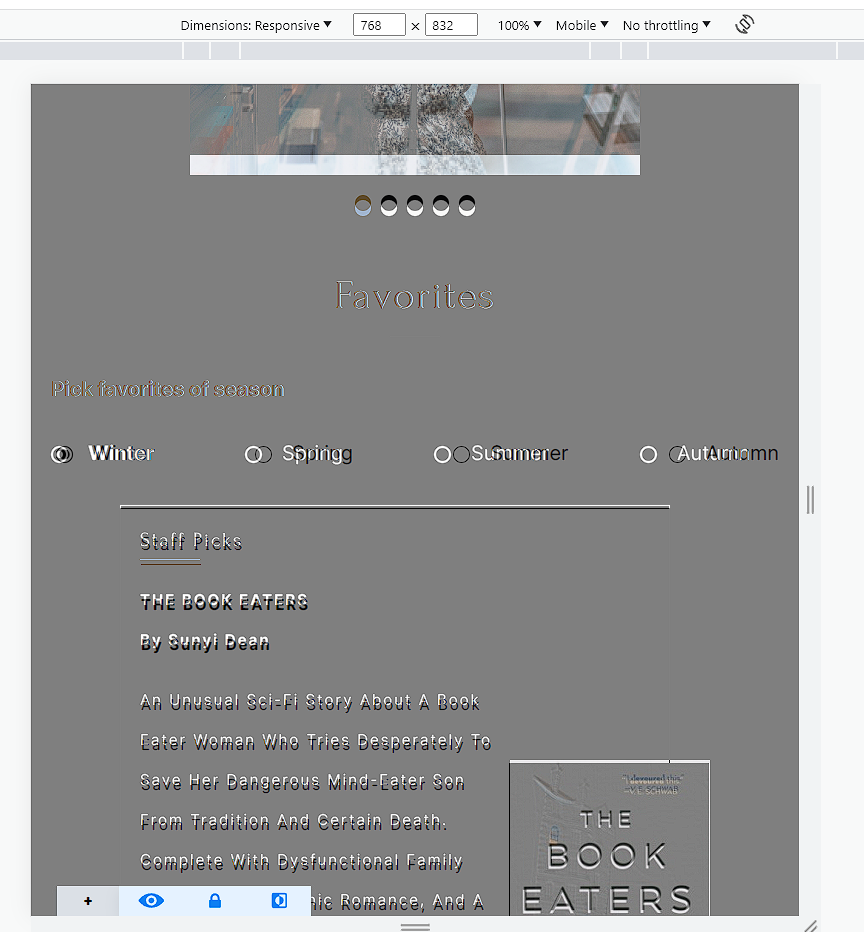 Dimensions: Responsive 768 × 832 100% Mobile No throttling
Favorites
Pick favorites of season
Winter Spring Summer Autumn
Staff Picks
THE BOOK EATERS
By Sunyi Dean
An Unusual Sci-Fi Story About A Book
Eater Woman Who Tries Desperately To
Save Her Dangerous Mind-Eater Son
From Tradition And Certain Death.
Complete With Dysfunctional Family
Romance, And A
"I devoured this"
—V. E. SCHWAB
THE
BOOK
EATERS
+